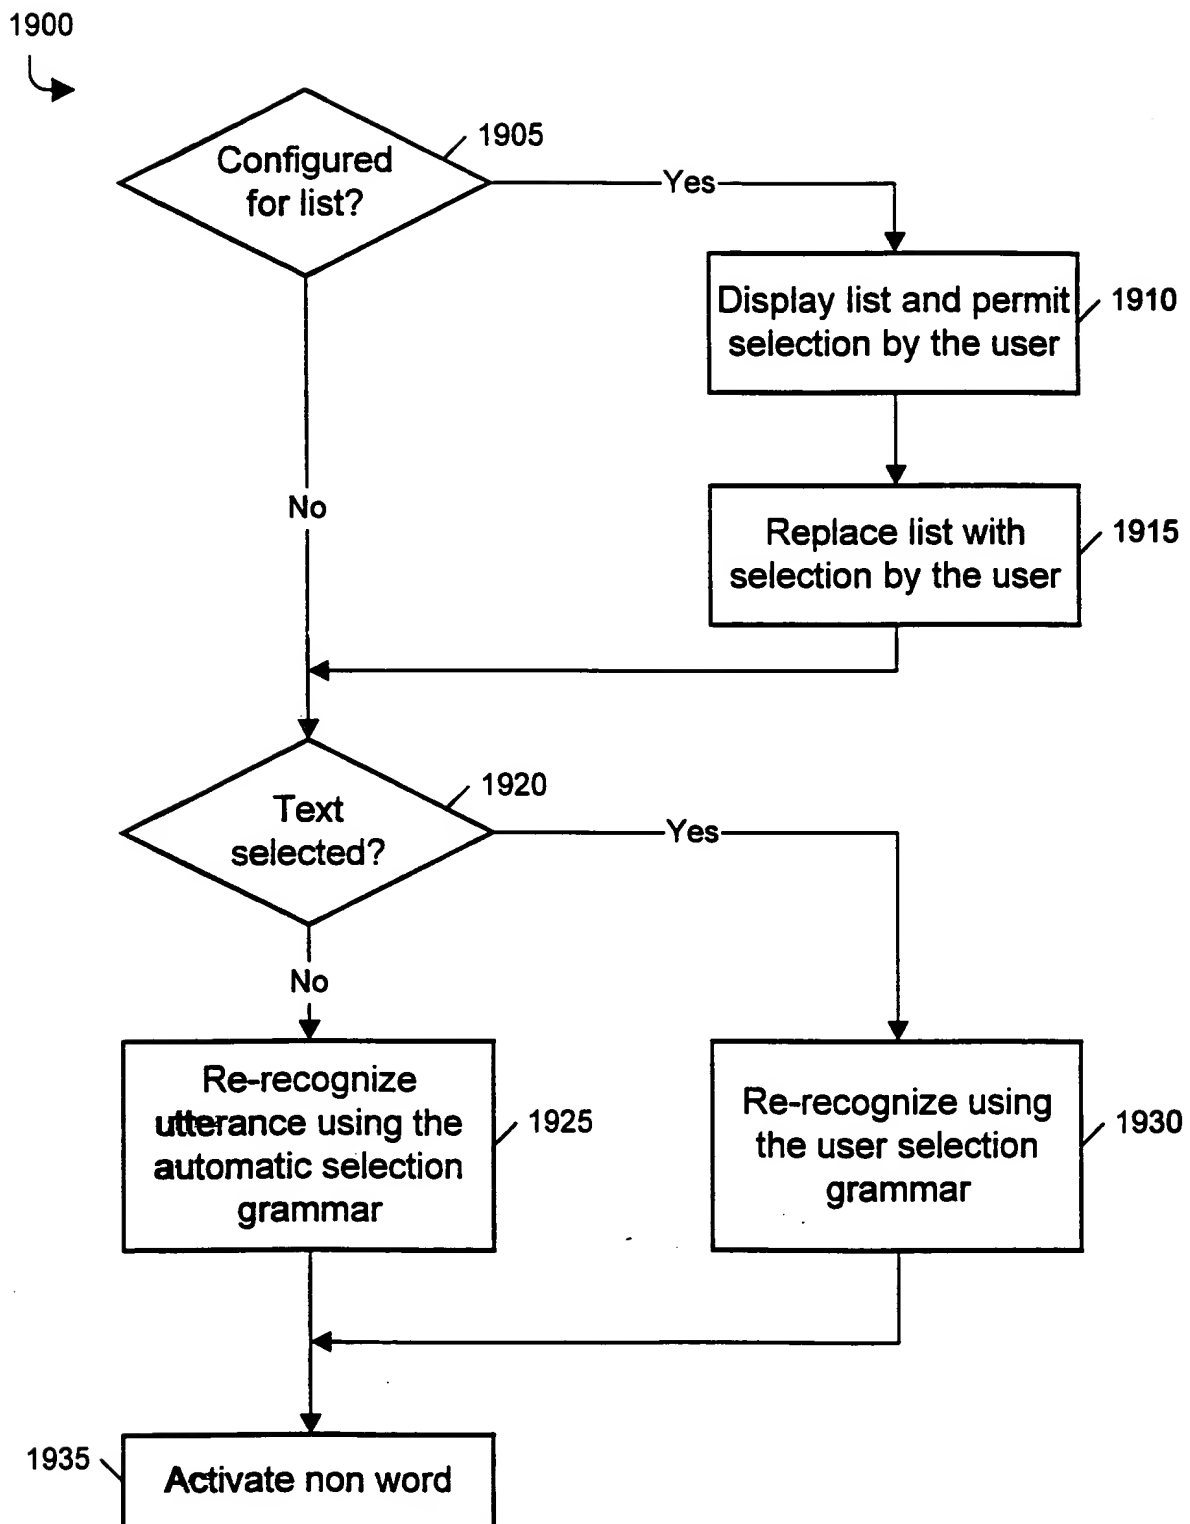 1900
1905
Configured
for list?
Yes
1910
Display list and permit
selection by the user
No
1915
Replace list with
selection by the user
1920
Text
selected?
Yes
No
Re-recognize
utterance using the
automatic selection
grammar
1925
Re-recognize using
the user selection
grammar
1930
1935
Activate non word